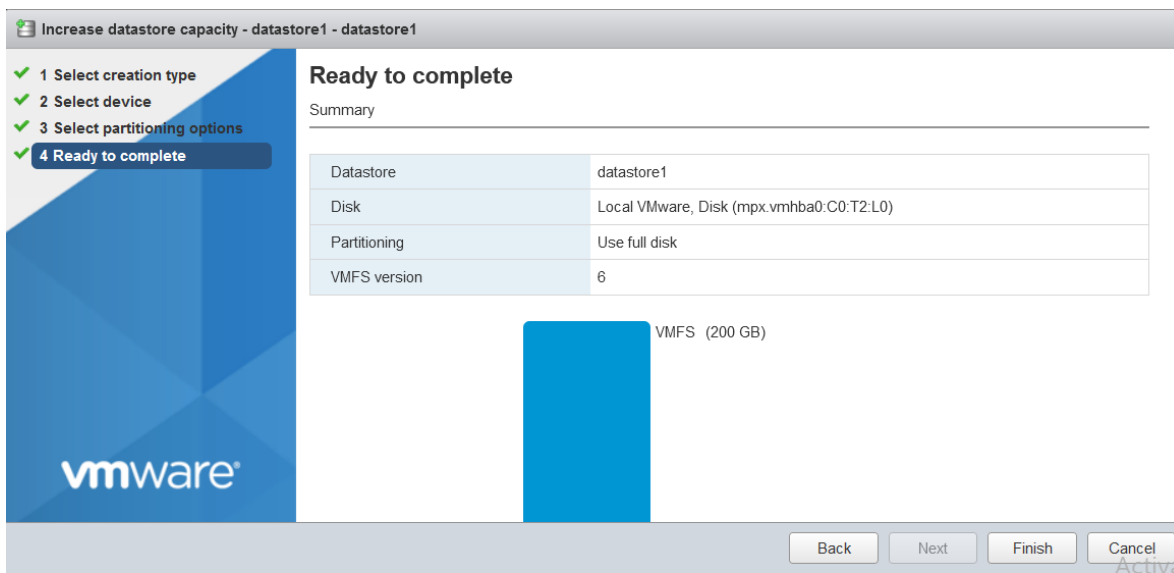 Increase datastore capacity - datastore1 - datastore1
1 Select creation type
2 Select device
3 Select partitioning options
4 Ready to complete
vmware®
Ready to complete
Summary
Datastore datastore1
Disk Local VMware, Disk (mpx.vmhba0:C0:T2:L0)
Partitioning Use full disk
VMFS version 6
VMFS (200 GB)
Back Next Finish Cancel